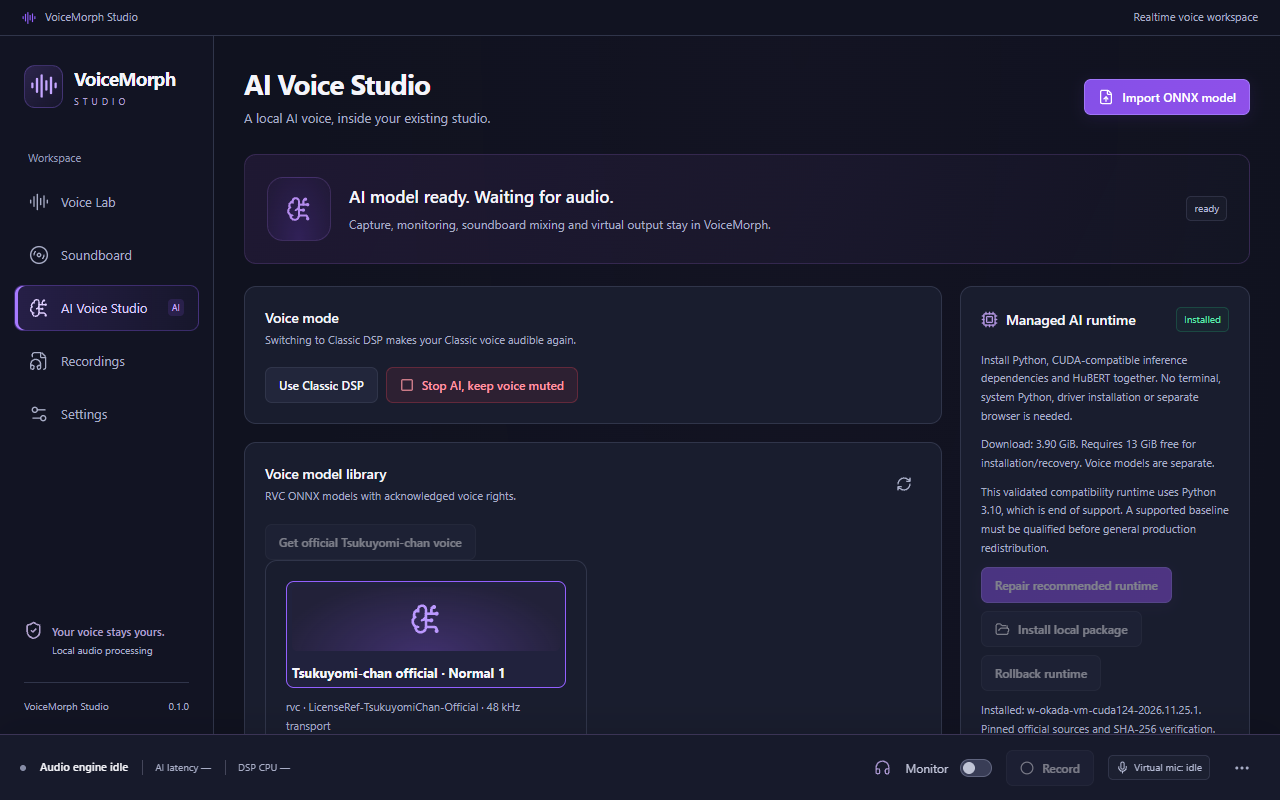 VoiceMorph Studio
Realtime voice workspace
VoiceMorph
STUDIO
Workspace
Voice Lab
Soundboard
AI Voice Studio
AI
Recordings
Settings
Your voice stays yours.
Local audio processing
VoiceMorph Studio
0.1.0
AI Voice Studio
A local AI voice, inside your existing studio.
Import ONNX model
AI model ready. Waiting for audio.
Capture, monitoring, soundboard mixing and virtual output stay in VoiceMorph.
ready
Voice mode
Switching to Classic DSP makes your Classic voice audible again.
Use Classic DSP
Stop AI, keep voice muted
Voice model library
RVC ONNX models with acknowledged voice rights.
Get official Tsukuyomi-chan voice
Tsukuyomi-chan official · Normal 1
rvc · LicenseRef-TsukuyomiChan-Official · 48 kHz
transport
Managed AI runtime
Installed
Install Python, CUDA-compatible inference
dependencies and HuBERT together. No terminal,
system Python, driver installation or separate
browser is needed.
Download: 3.90 GiB. Requires 13 GiB free for
installation/recovery. Voice models are separate.
This validated compatibility runtime uses Python
3.10, which is end of support. A supported baseline
must be qualified before general production
redistribution.
Repair recommended runtime
Install local package
Rollback runtime
Installed: w-okada-vm-cuda124-2026.11.25.1.
Pinned official sources and SHA-256 verification.
Audio engine idle
AI latency —
DSP CPU —
Monitor
Record
Virtual mic: idle